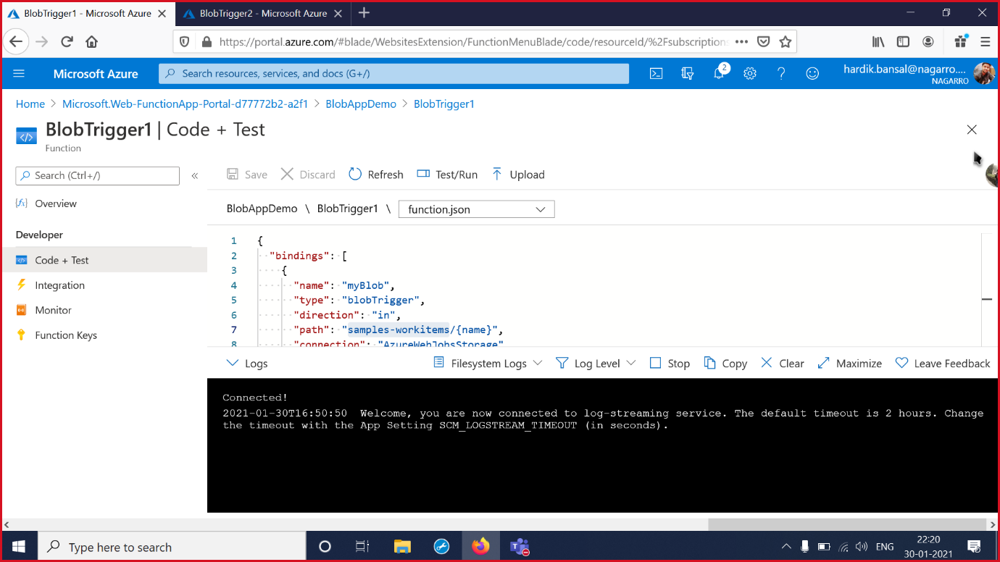 BlobTrigger1 - Microsoft Azure
BlobTrigger2 - Microsoft Azure
https://portal.azure.com/#blade/WebsitesExtension/FunctionMenuBlade/code/resourceId/%2Fsubscriptions
Microsoft Azure
Search resources, services, and docs (G+/)
2
hardik.bansal@nagarro....
NAGARRO
Home > Microsoft.Web-FunctionApp-Portal-d77772b2-a2f1 > BlobAppDemo > BlobTrigger1
BlobTrigger1 | Code + Test
Function
Search (Ctrl+/)
«
Save
Discard
Refresh
Test/Run
Upload
Overview
Developer
Code + Test
Integration
Monitor
Function Keys
BlobAppDemo \ BlobTrigger1 \ function.json
1 {
2 "bindings": [
3 {
4 "name": "myBlob",
5 "type": "blobTrigger",
6 "direction": "in",
7 "path": "samples-workitems/{name}",
8 "connection": "AzureWebJobsStorage"
Logs
Filesystem Logs
Log Level
Stop
Copy
Clear
Maximize
Leave Feedback
Connected!
2021-01-30T16:50:50 Welcome, you are now connected to log-streaming service. The default timeout is 2 hours. Change
the timeout with the App Setting SCM_LOGSTREAM_TIMEOUT (in seconds).
Type here to search
ENG
22:20
30-01-2021